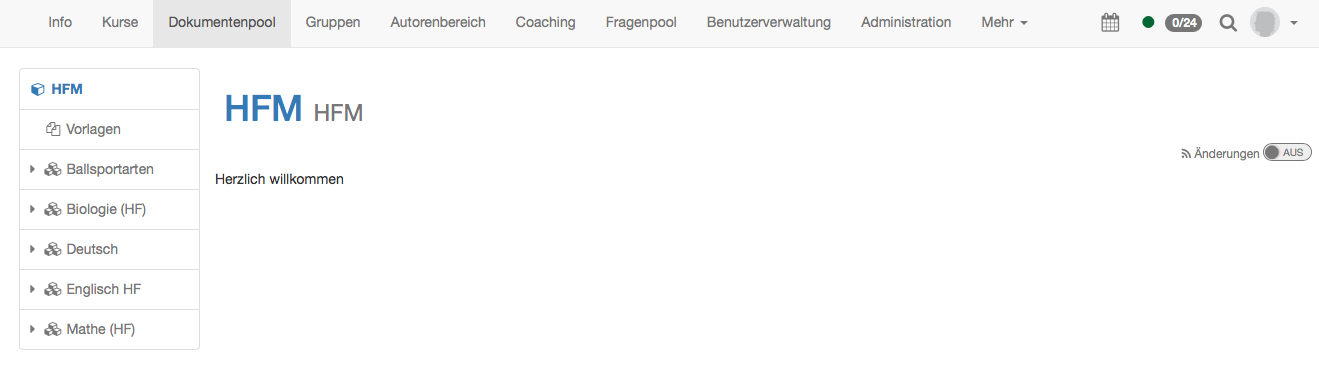 Info Kurse Dokumentenpool Gruppen Autorenbereich Coaching Fragenpool Benutzerverwaltung Administration Mehr 0/24
HFM
Vorlagen
Ballsportarten
Biologie (HF)
Deutsch
Englisch HF
Mathe (HF)
HFM HFM
Änderungen AUS
Herzlich willkommen